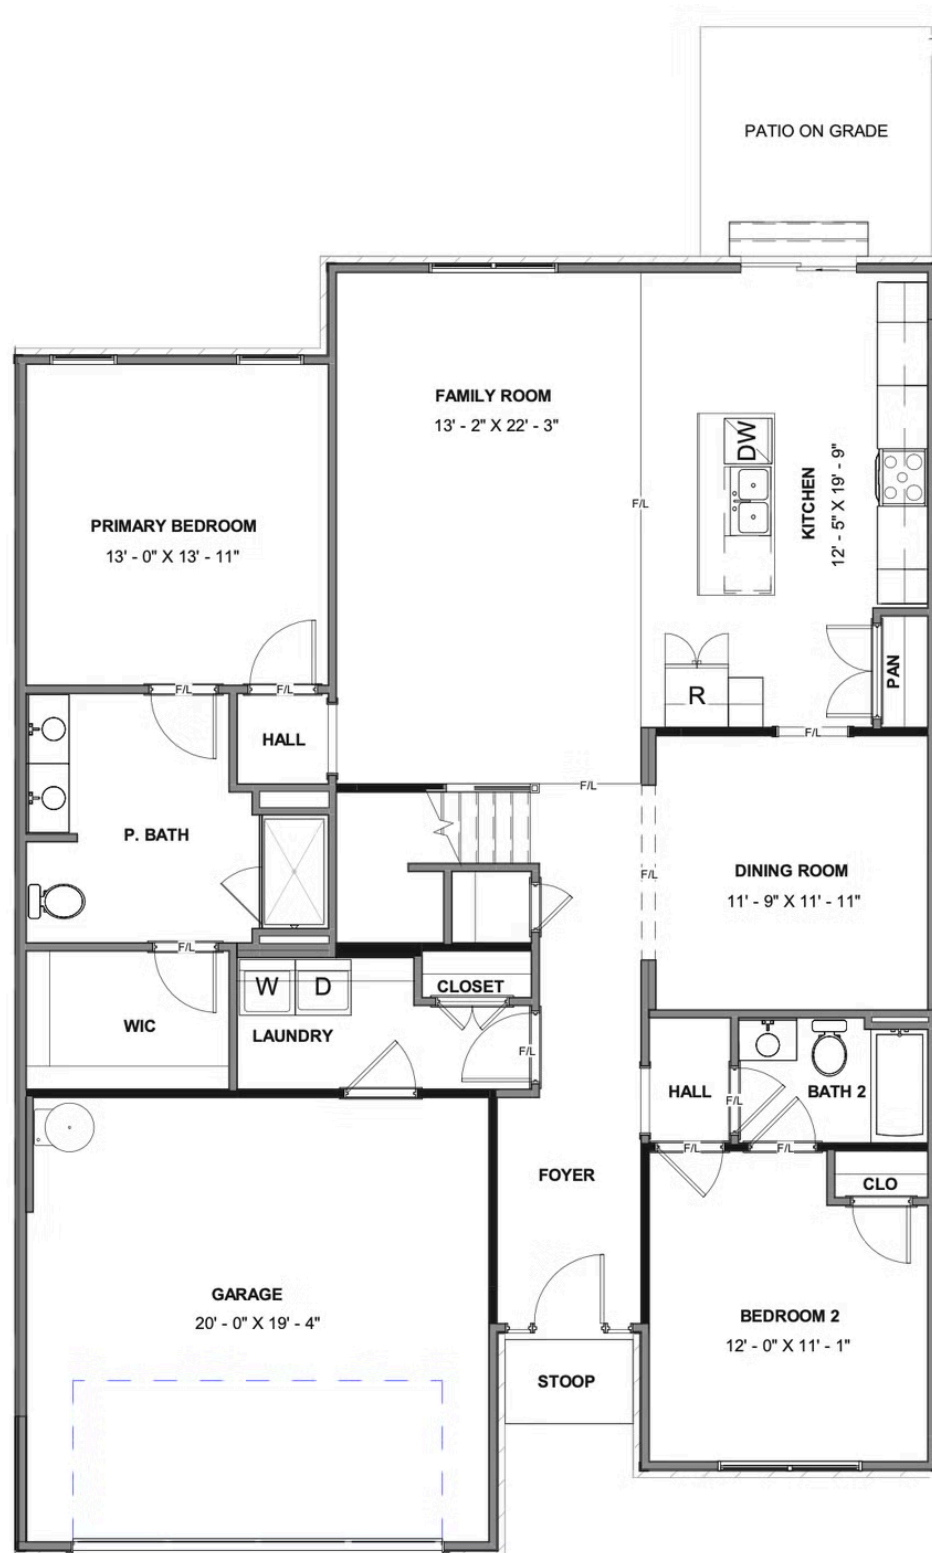 PATIO ON GRADE
FAMILY ROOM
13' - 2" X 22' - 3"
DW
KITCHEN
12' - 5" X 19' - 9"
F/L
PRIMARY BEDROOM
13' - 0" X 13' - 11"
PAN
R
F/L
F/L
HALL
F/L
F/L
P. BATH
DINING ROOM
11' - 9" X 11' - 11"
F/L
F/L
W
D
CLOSET
WIC
LAUNDRY
F/L
HALL
F/L
BATH 2
F/L
F/L
FOYER
CLO
GARAGE
20' - 0" X 19' - 4"
BEDROOM 2
12' - 0" X 11' - 1"
STOOP